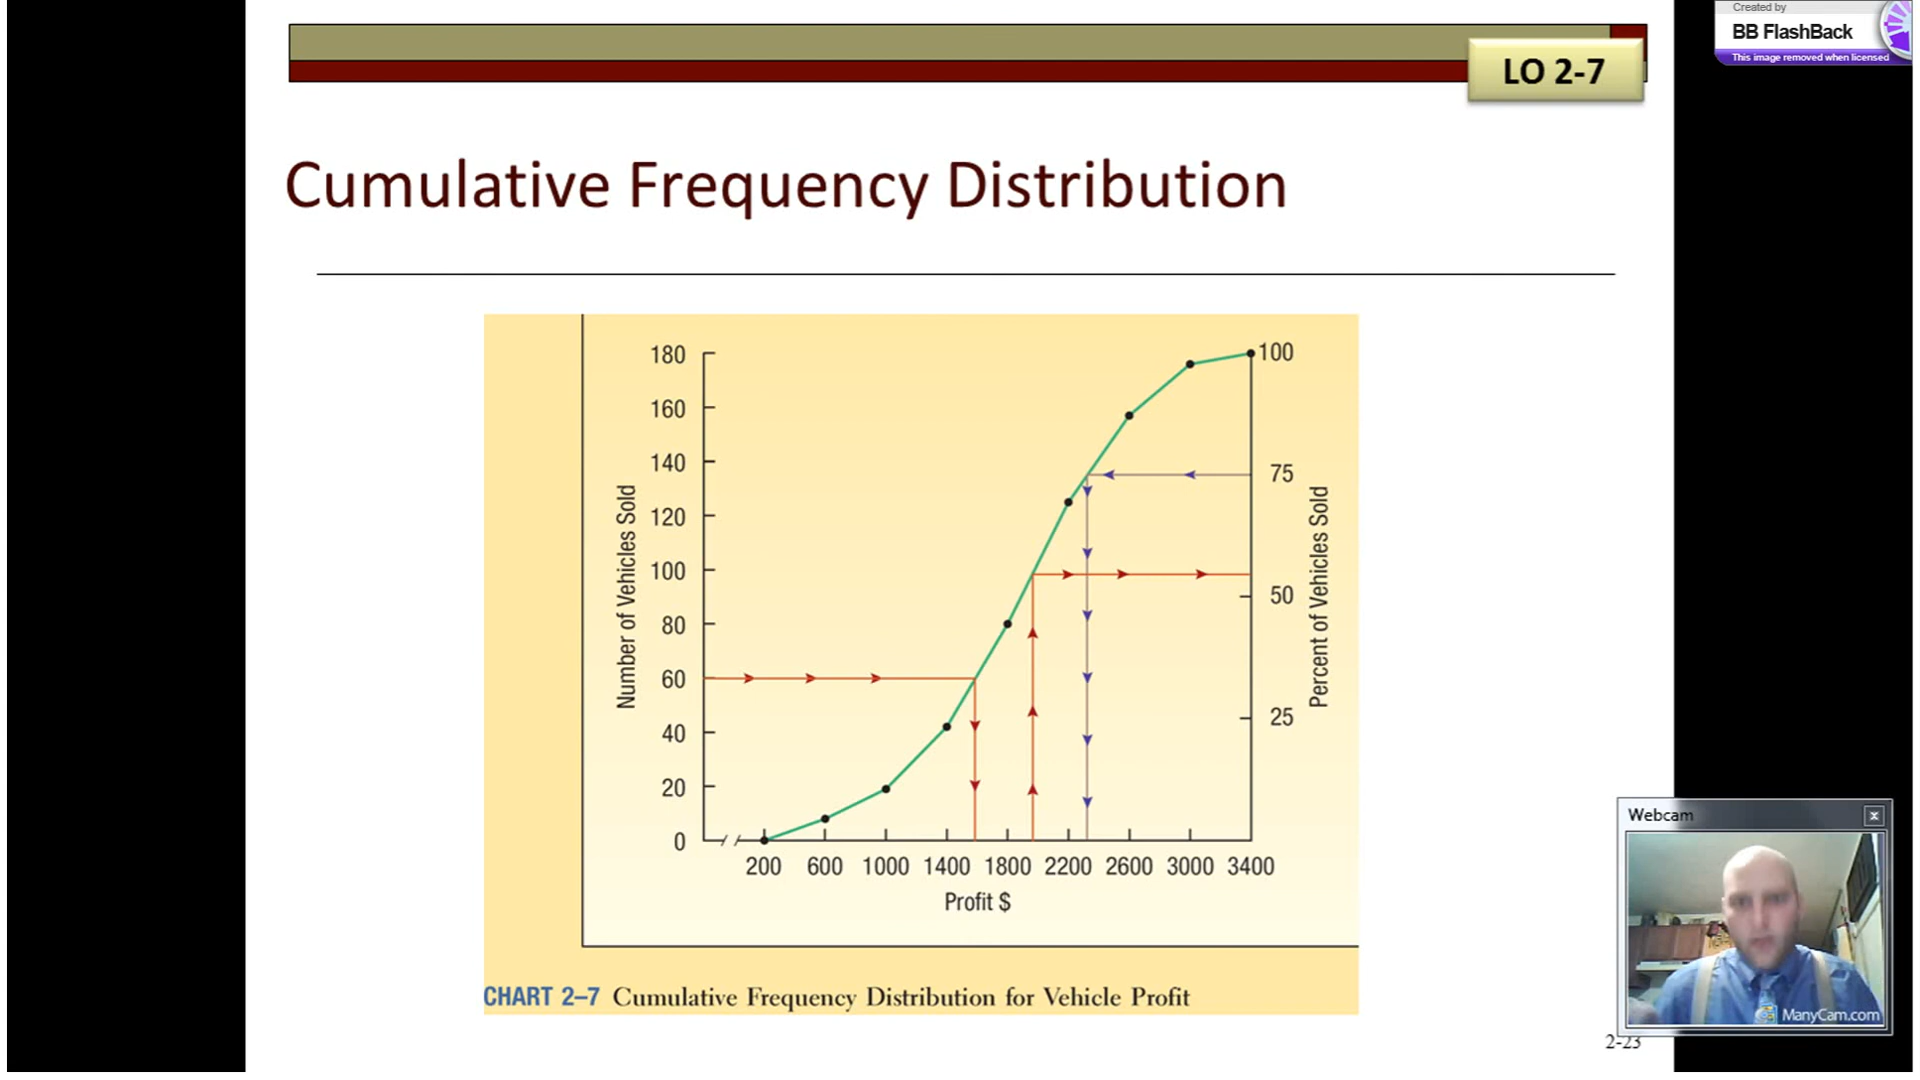 Created by
BB FlashBack
This image removed when licensed
LO 2-7
Cumulative Frequency Distribution
180
160
140
120
100
80
60
40
20
0
Number of Vehicles Sold
100
75
50
25
Percent of Vehicles Sold
200 600 1000 1400 1800 2200 2600 3000 3400
Profit $
CHART 2–7 Cumulative Frequency Distribution for Vehicle Profit
Webcam
ManyCam.com
2-23